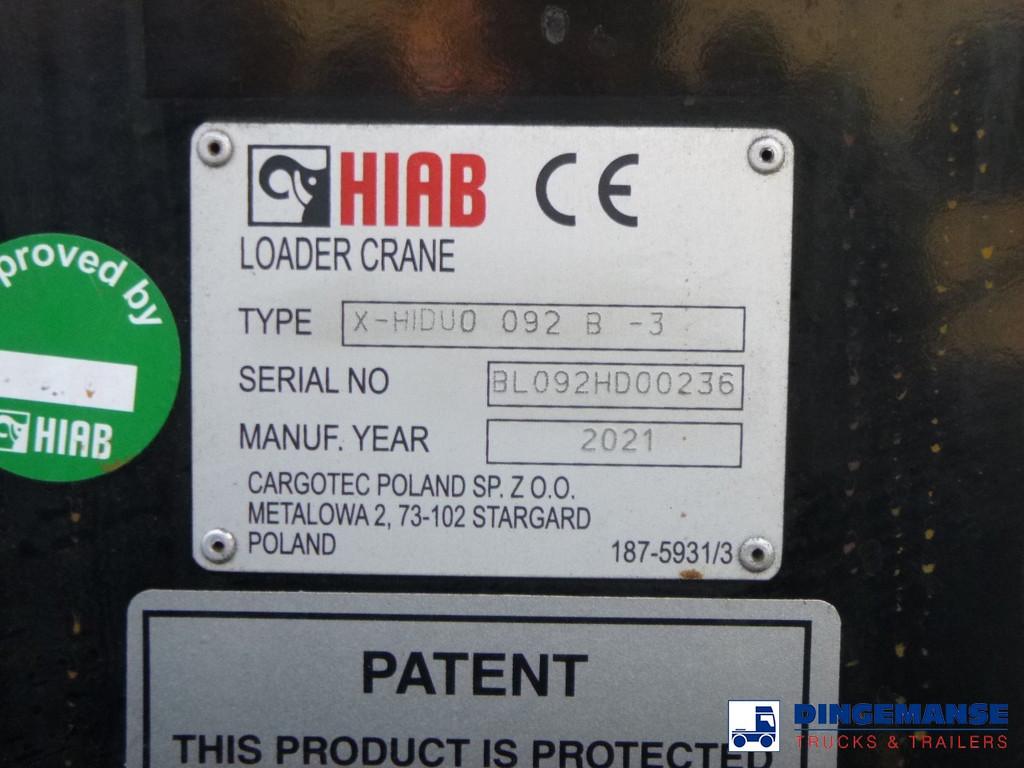 HIAB CE
LOADER CRANE
TYPE X-HIDUO 092 B -3
SERIAL NO BL092HD00236
MANUF. YEAR 2021
CARGOTEC POLAND SP. Z O.O.
METALOWA 2, 73-102 STARGARD
POLAND 187-5931/3
proved by
HIAB
PATENT
THIS PRODUCT IS PROTECTED
DINGEMANSE
TRUCKS & TRAILERS